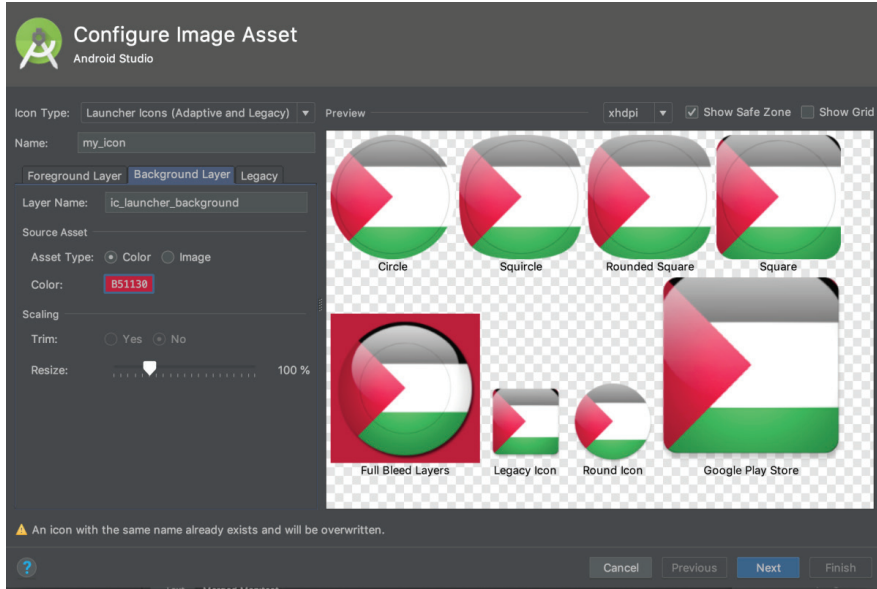 Configure Image Asset
Android Studio
Icon Type: Launcher Icons (Adaptive and Legacy)
Name: my_icon
Foreground Layer Background Layer Legacy
Layer Name: ic_launcher_background
Source Asset
Asset Type: Color Image
Color: B51130
Scaling
Trim: Yes No
Resize: 100 %
Preview xhdpi Show Safe Zone Show Grid
Circle Squircle Rounded Square Square
Full Bleed Layers Legacy Icon Round Icon Google Play Store
An icon with the same name already exists and will be overwritten.
? Cancel Previous Next Finish